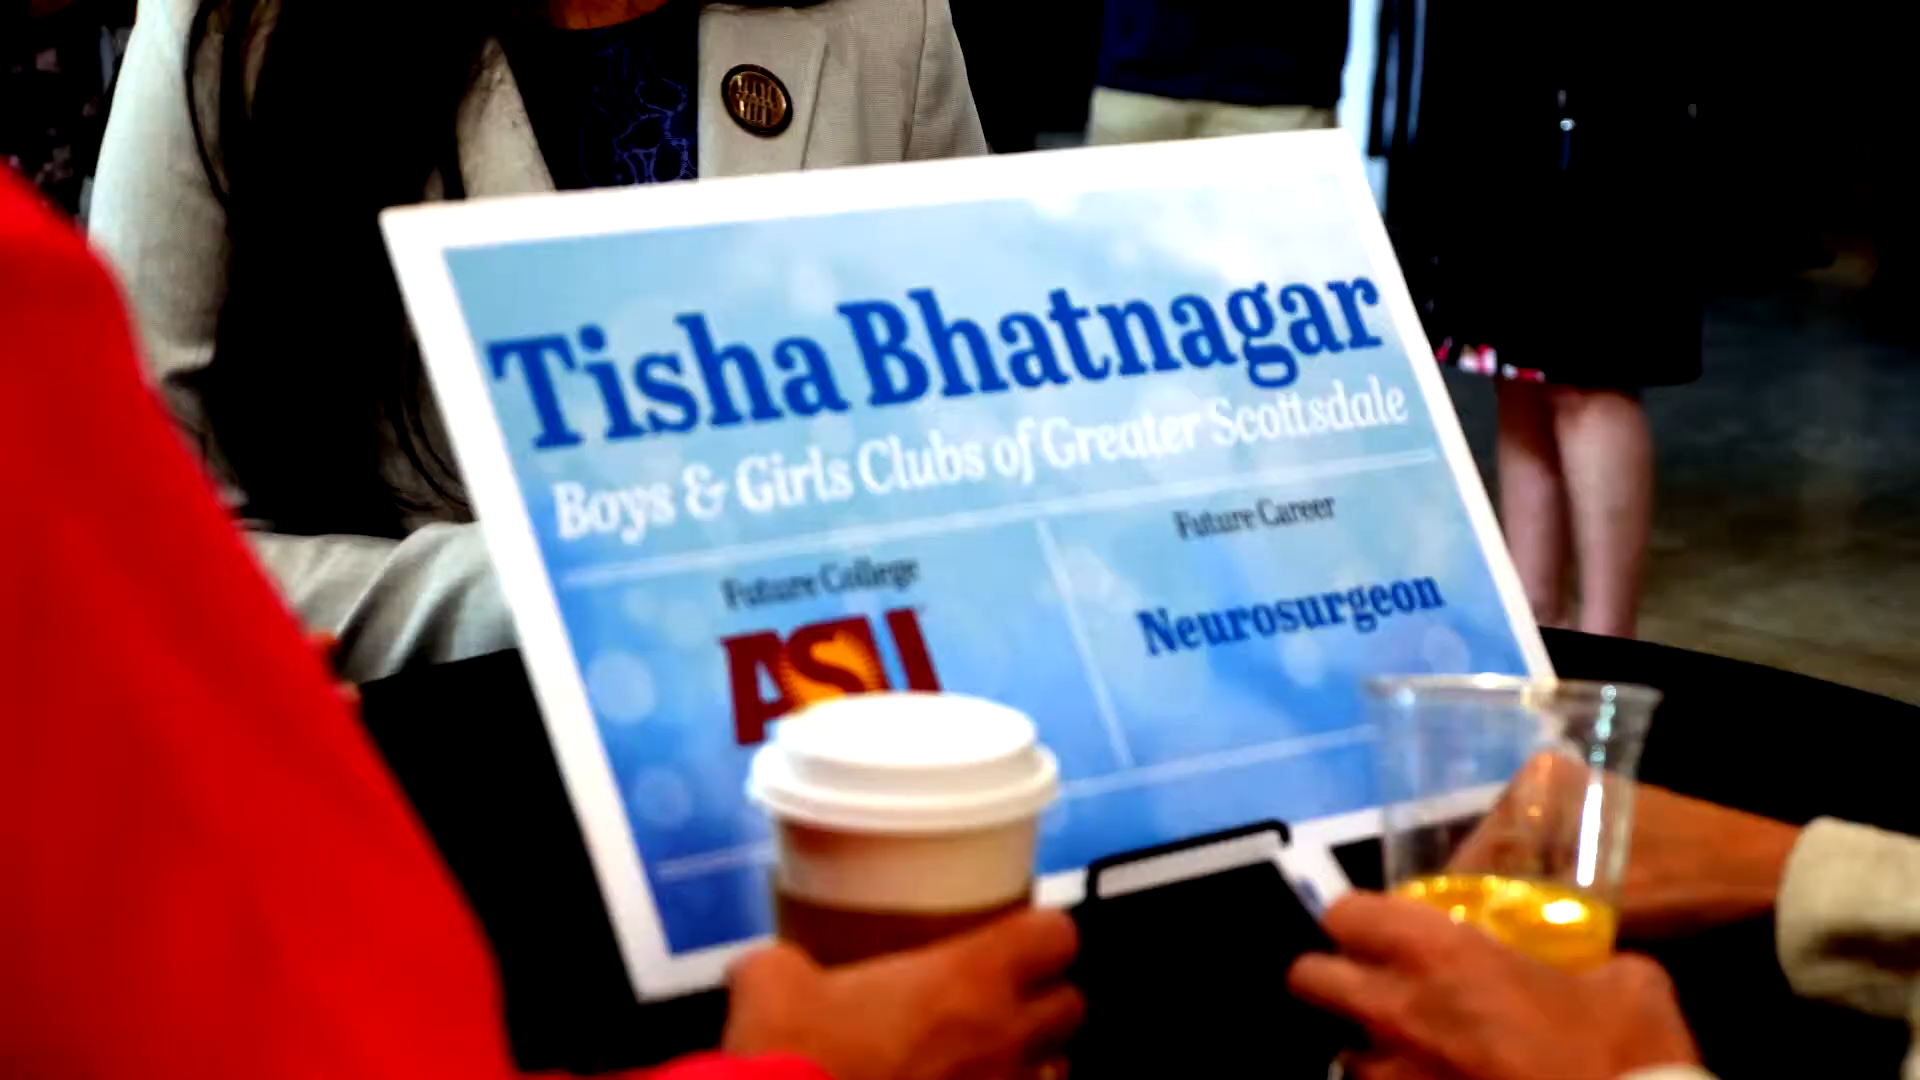 Tisha Bhatnagar
Boys & Girls Clubs of Greater Scottsdale
Future College
ASU
Future Career
Neurosurgeon